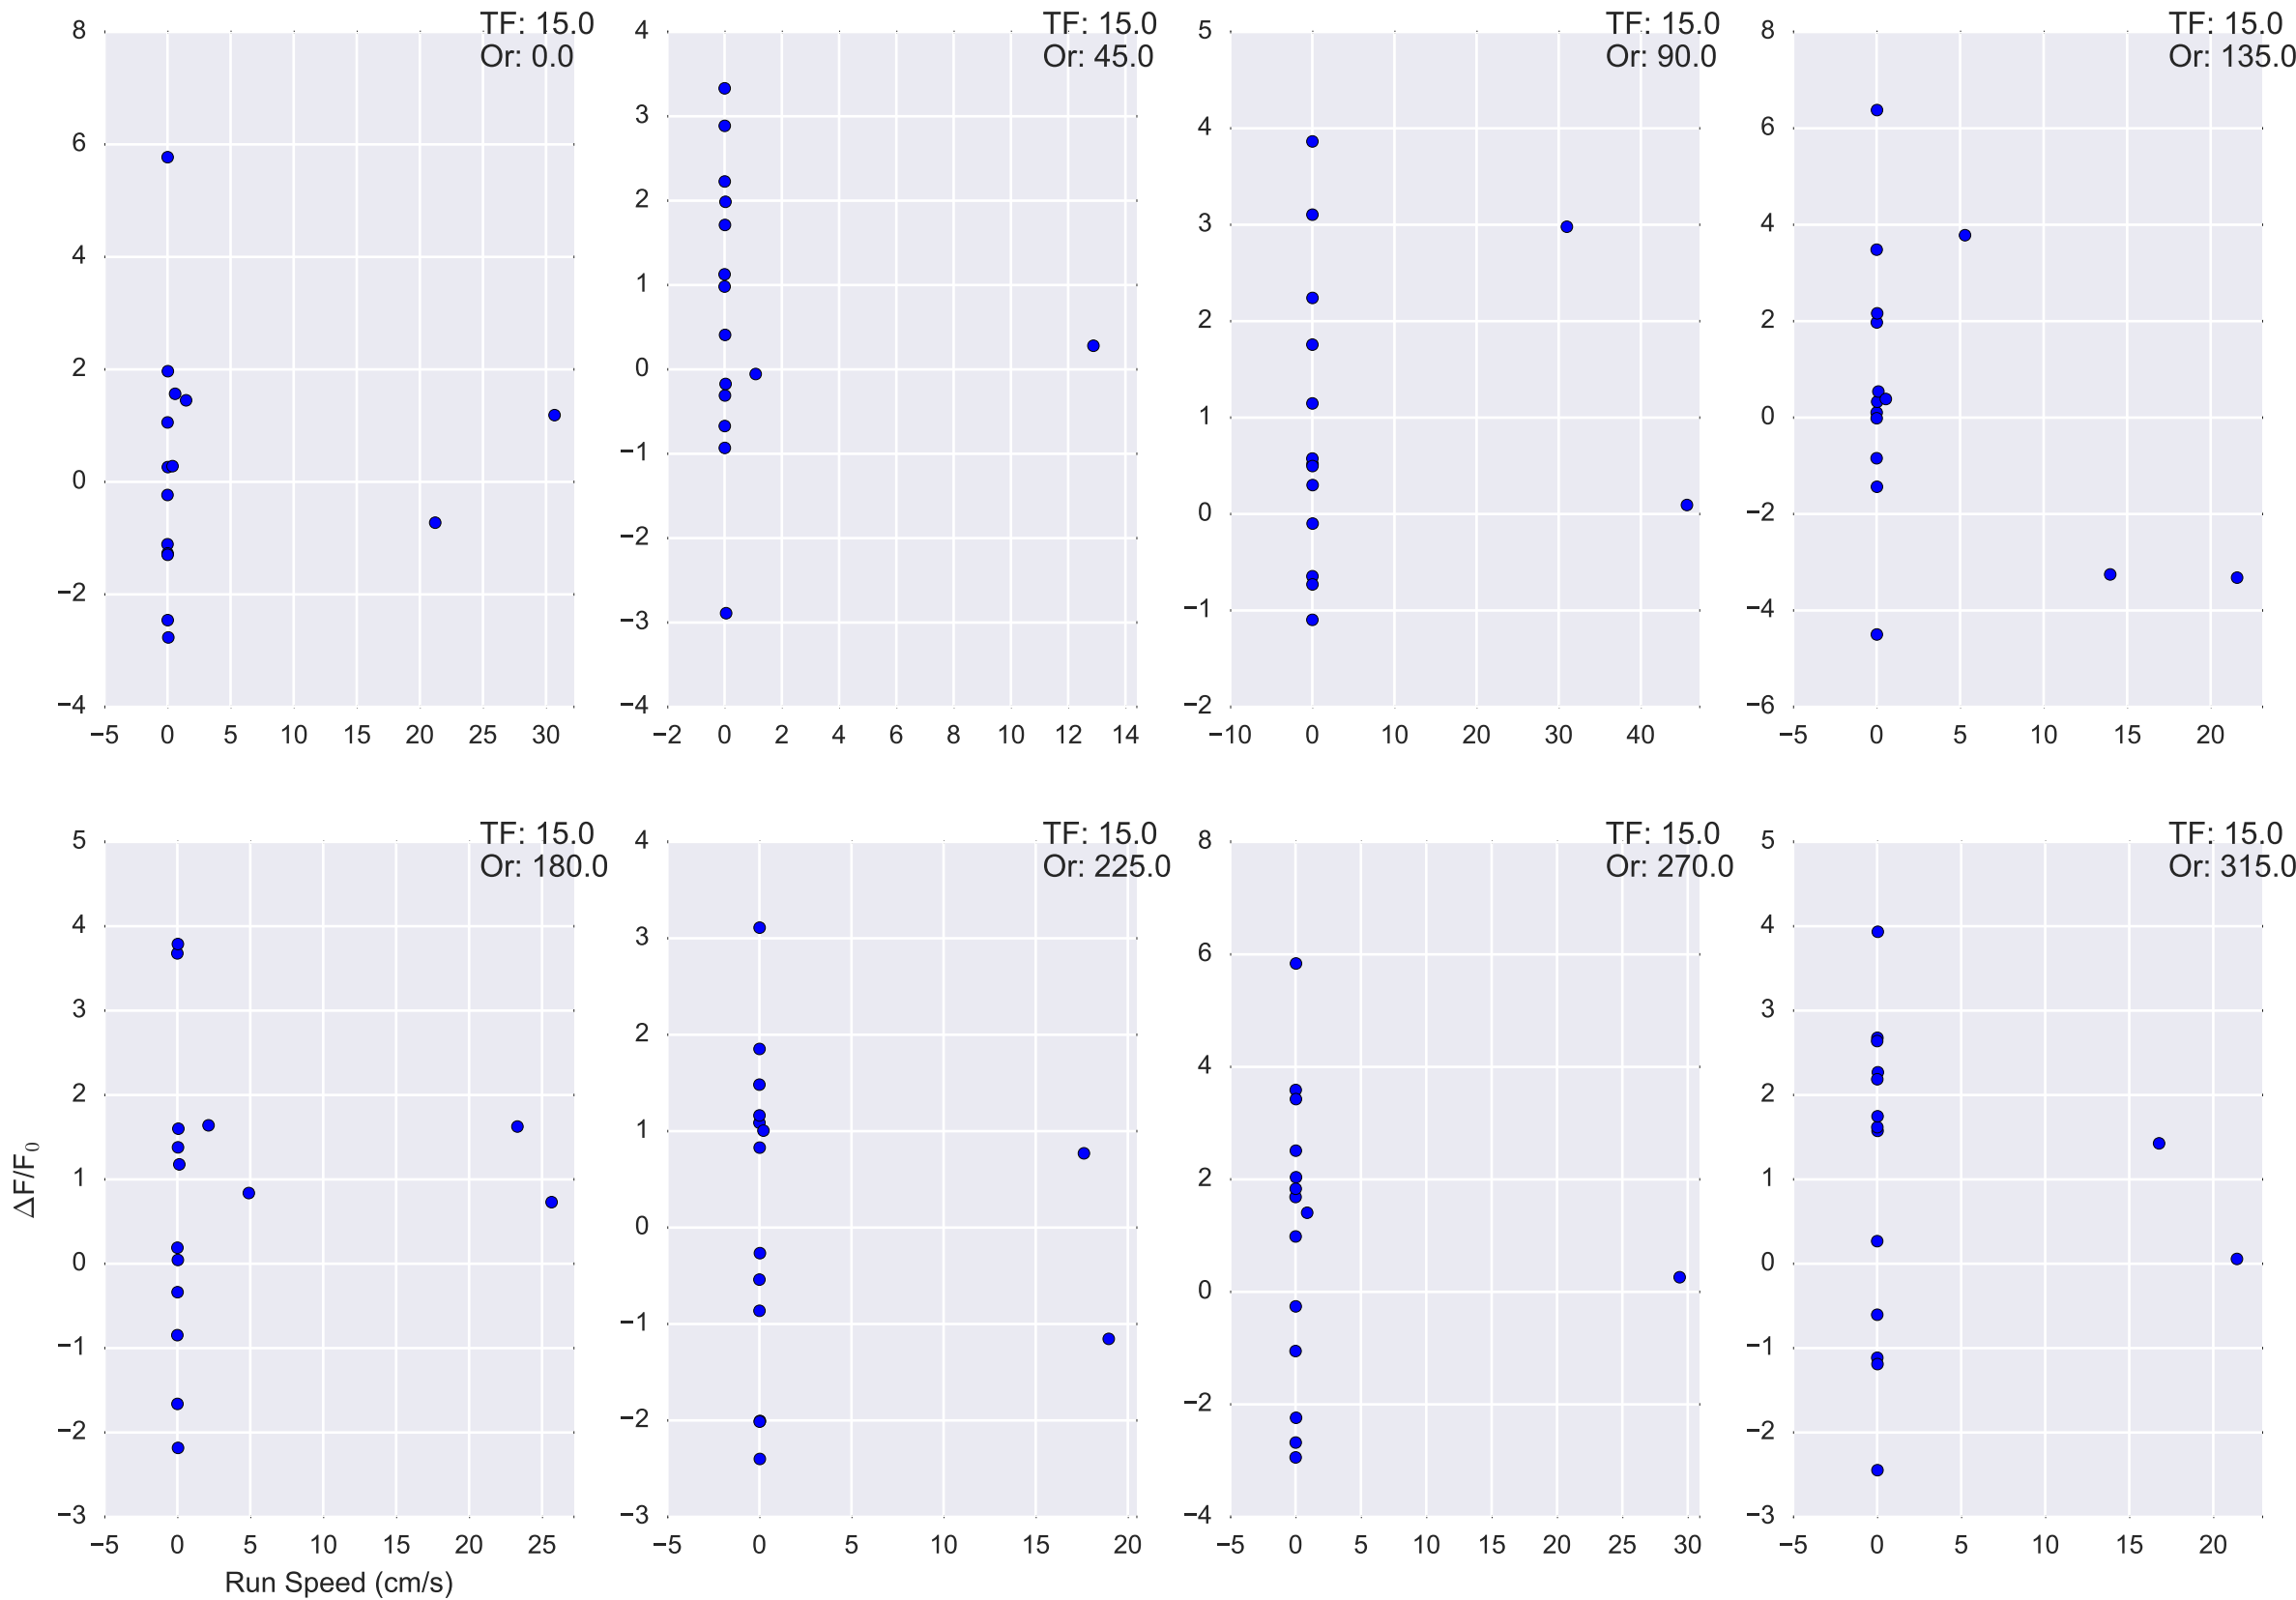 TF: 15.0
Or: 0.0
8
6
4
2
0
−2
−4
−5 0 5 10 15 20 25 30
TF: 15.0
Or: 45.0
4
3
2
1
0
−1
−2
−3
−4
−2 0 2 4 6 8 10 12 14
TF: 15.0
Or: 90.0
5
4
3
2
1
0
−1
−2
−10 0 10 20 30 40
TF: 15.0
Or: 135.0
8
6
4
2
0
−2
−4
−6
−5 0 5 10 15 20
TF: 15.0
Or: 180.0
5
4
3
2
1
0
−1
−2
−3
ΔF/F₀
−5 0 5 10 15 20 25
Run Speed (cm/s)
TF: 15.0
Or: 225.0
4
3
2
1
0
−1
−2
−3
−5 0 5 10 15 20
TF: 15.0
Or: 270.0
8
6
4
2
0
−2
−4
−5 0 5 10 15 20 25 30
TF: 15.0
Or: 315.0
5
4
3
2
1
0
−1
−2
−3
−5 0 5 10 15 20